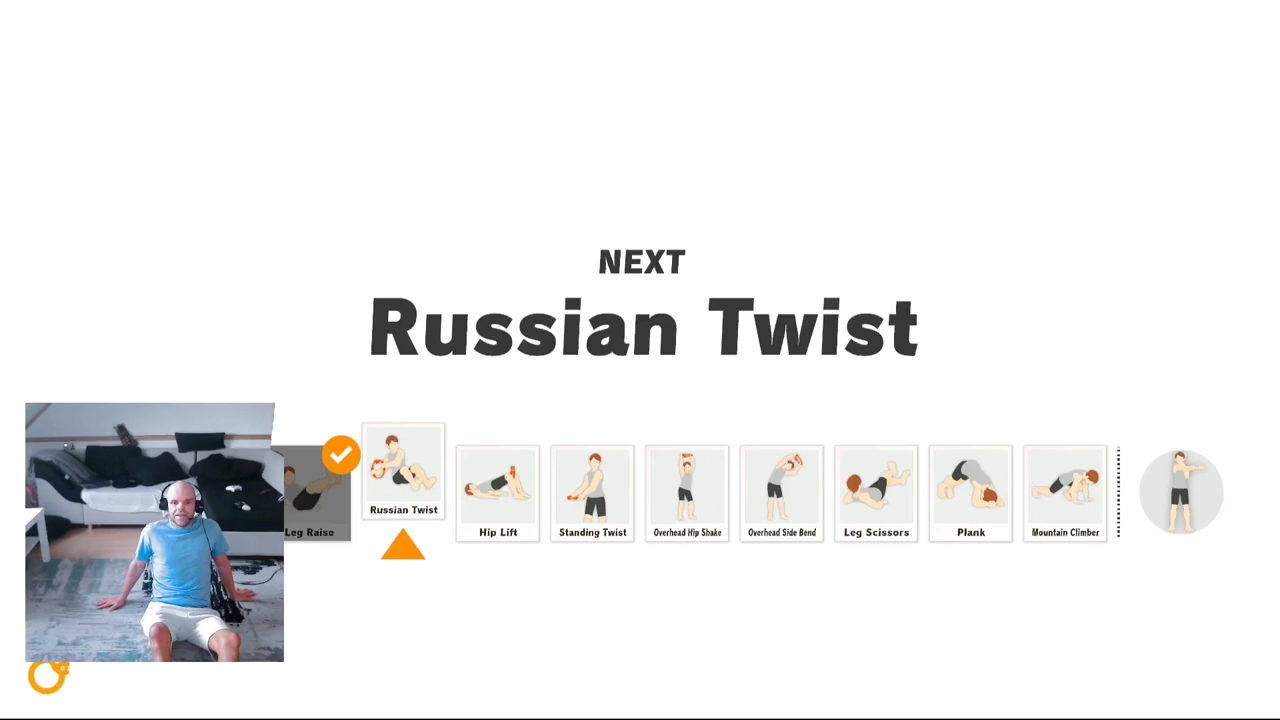 NEXT
Russian Twist
Leg Raise
Russian Twist
Hip Lift
Standing Twist
Overhead Hip Shake
Overhead Side Bend
Leg Scissors
Plank
Mountain Climber